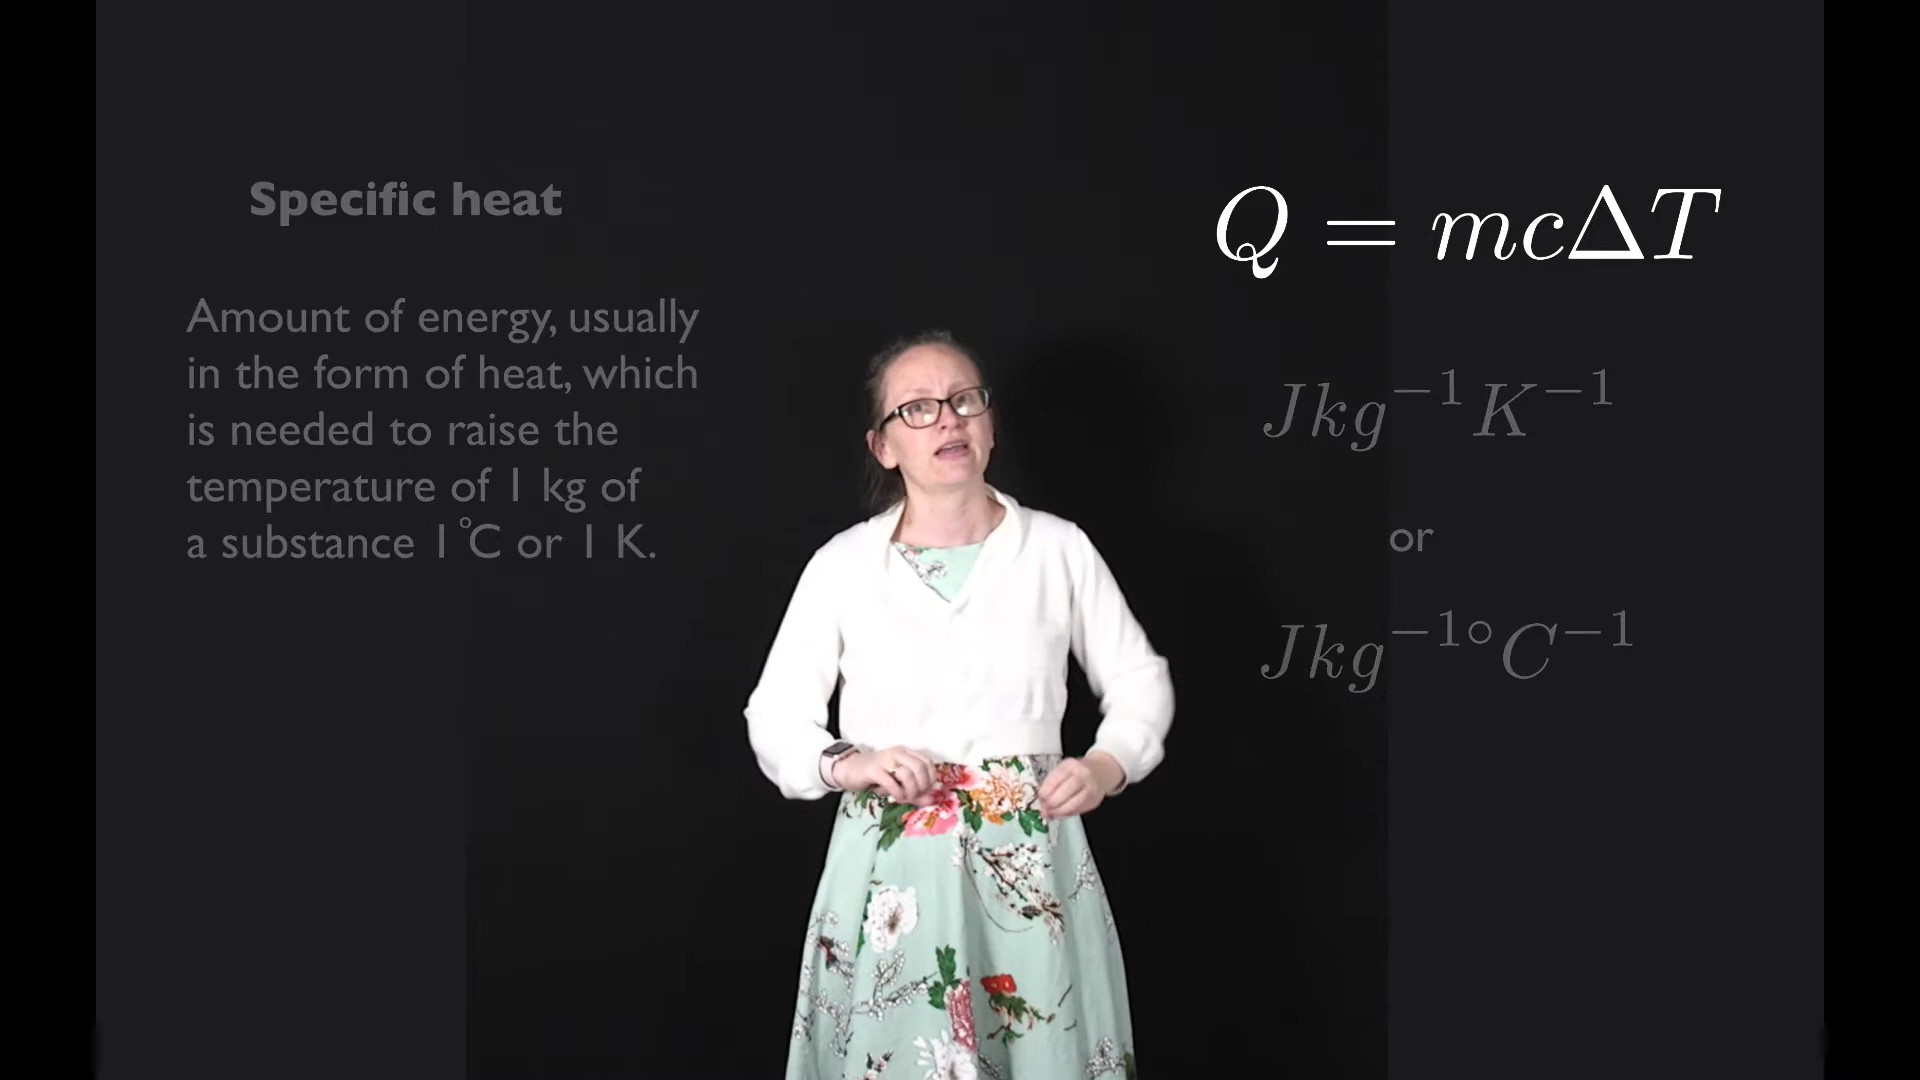 Specific heat
Amount of energy, usually
in the form of heat, which
is needed to raise the
temperature of 1 kg of
a substance 1°C or 1 K.
Q = mcΔT
Jkg⁻¹K⁻¹
or
Jkg⁻¹°C⁻¹